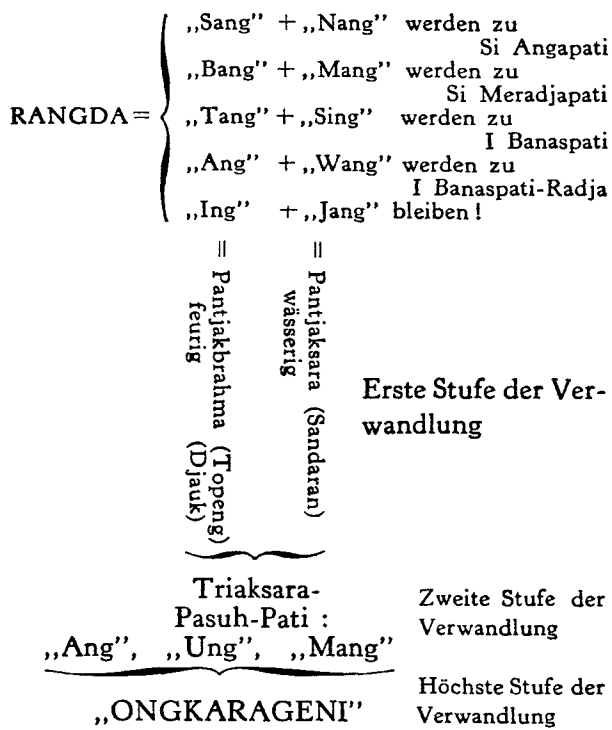 „Sang” + „Nang” werden zu
Si Angapati
„Bang” + „Mang” werden zu
Si Meradjapati
RANGDA = „Tang” + „Sing” werden zu
I Banaspati
„Ang” + „Wang” werden zu
I Banaspati-Radja
„Ing” + „Jang” bleiben!
= Pantjakbrahma (Topeng)
feurig (Djauk)
= Pantjaksara (Sandaran)
wässerig
Erste Stufe der Ver-
wandlung
Triaksara-
Pasuh-Pati :
„Ang”, „Ung”, „Mang”
Zweite Stufe der
Verwandlung
„ONGKARAGENI”
Höchste Stufe der
Verwandlung